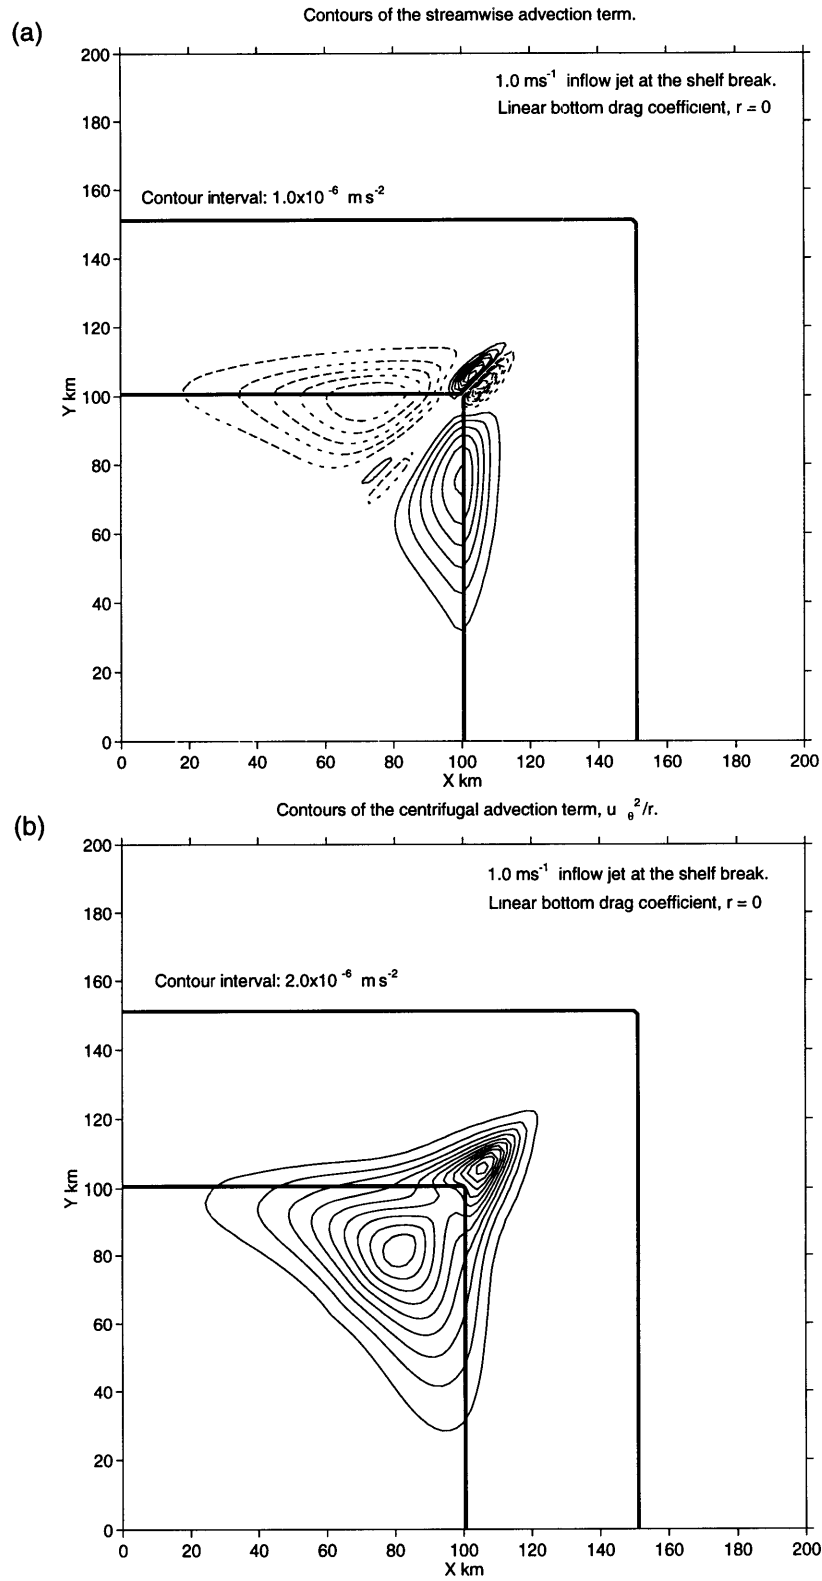 Contours of the streamwise advection term.
(a)
200
1.0 ms-1 inflow jet at the shelf break.
Linear bottom drag coefficient, r = 0
180
160
Contour interval: 1.0x10 -6 m s-2
140
120
100
Y km
80
60
40
20
0
0 20 40 60 80 100 120 140 160 180 200
X km
Contours of the centrifugal advection term, u θ2/r.
(b)
200
1.0 ms-1 inflow jet at the shelf break.
Linear bottom drag coefficient, r = 0
180
160
Contour interval: 2.0x10 -6 m s-2
140
120
100
Y km
80
60
40
20
0
0 20 40 60 80 100 120 140 160 180 200
X km